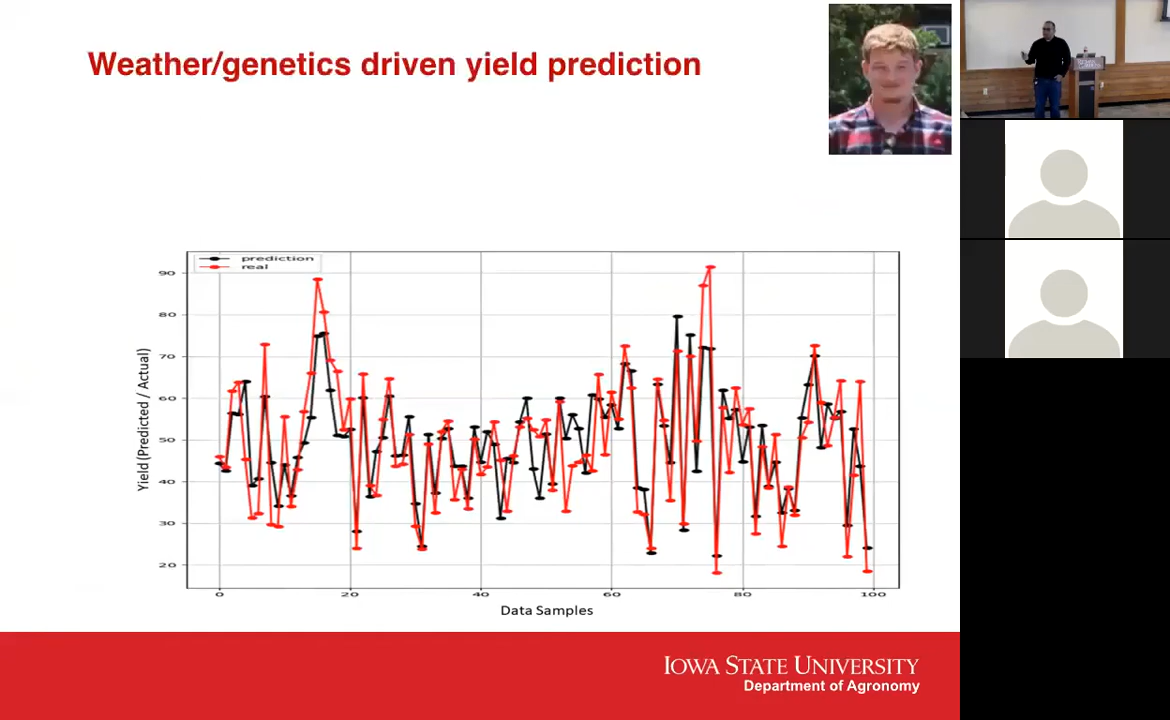 Weather/genetics driven yield prediction
prediction
real
90
80
70
60
50
40
30
20
Yield(Predicted / Actual)
0
20
40
60
80
100
Data Samples
IOWA STATE UNIVERSITY
Department of Agronomy